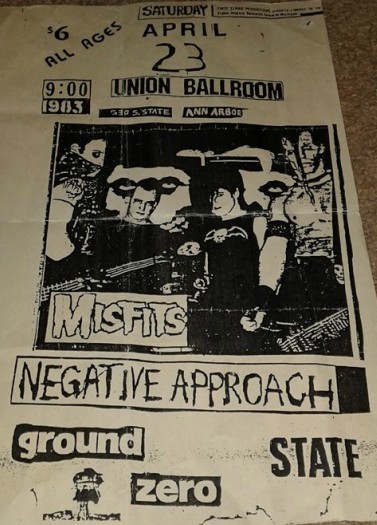 SATURDAY
$6
ALL AGES
APRIL
23
9:00
1983
UNION BALLROOM
530 S. STATE ANN ARBOR
MISFITS
NEGATIVE APPROACH
ground
zero
STATE